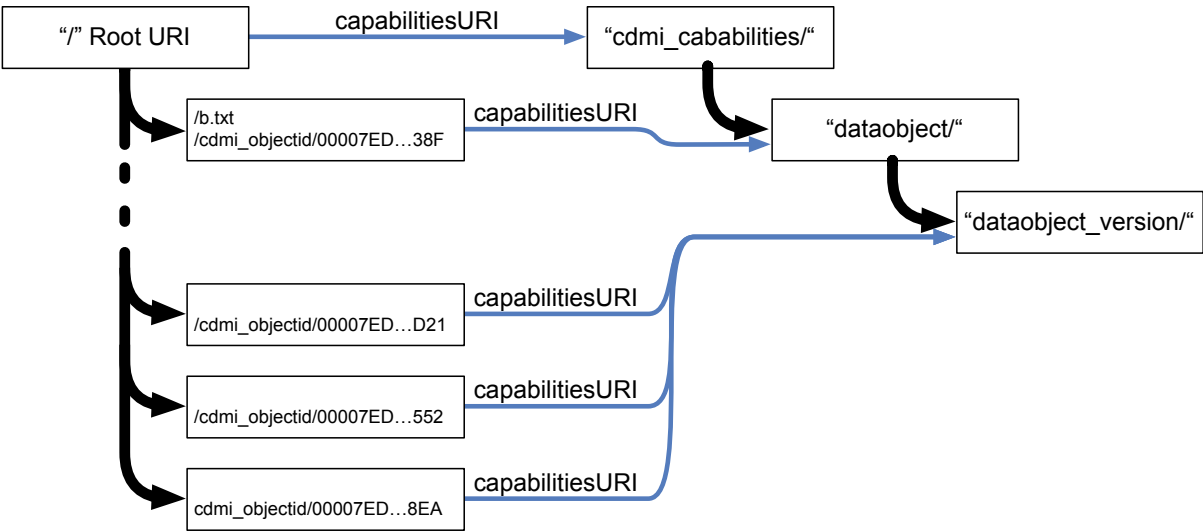 “/” Root URI
capabilitiesURI
“cdmi_cababilities/“
/b.txt
/cdmi_objectid/00007ED…38F
capabilitiesURI
“dataobject/“
“dataobject_version/“
/cdmi_objectid/00007ED…D21
capabilitiesURI
/cdmi_objectid/00007ED…552
capabilitiesURI
cdmi_objectid/00007ED…8EA
capabilitiesURI